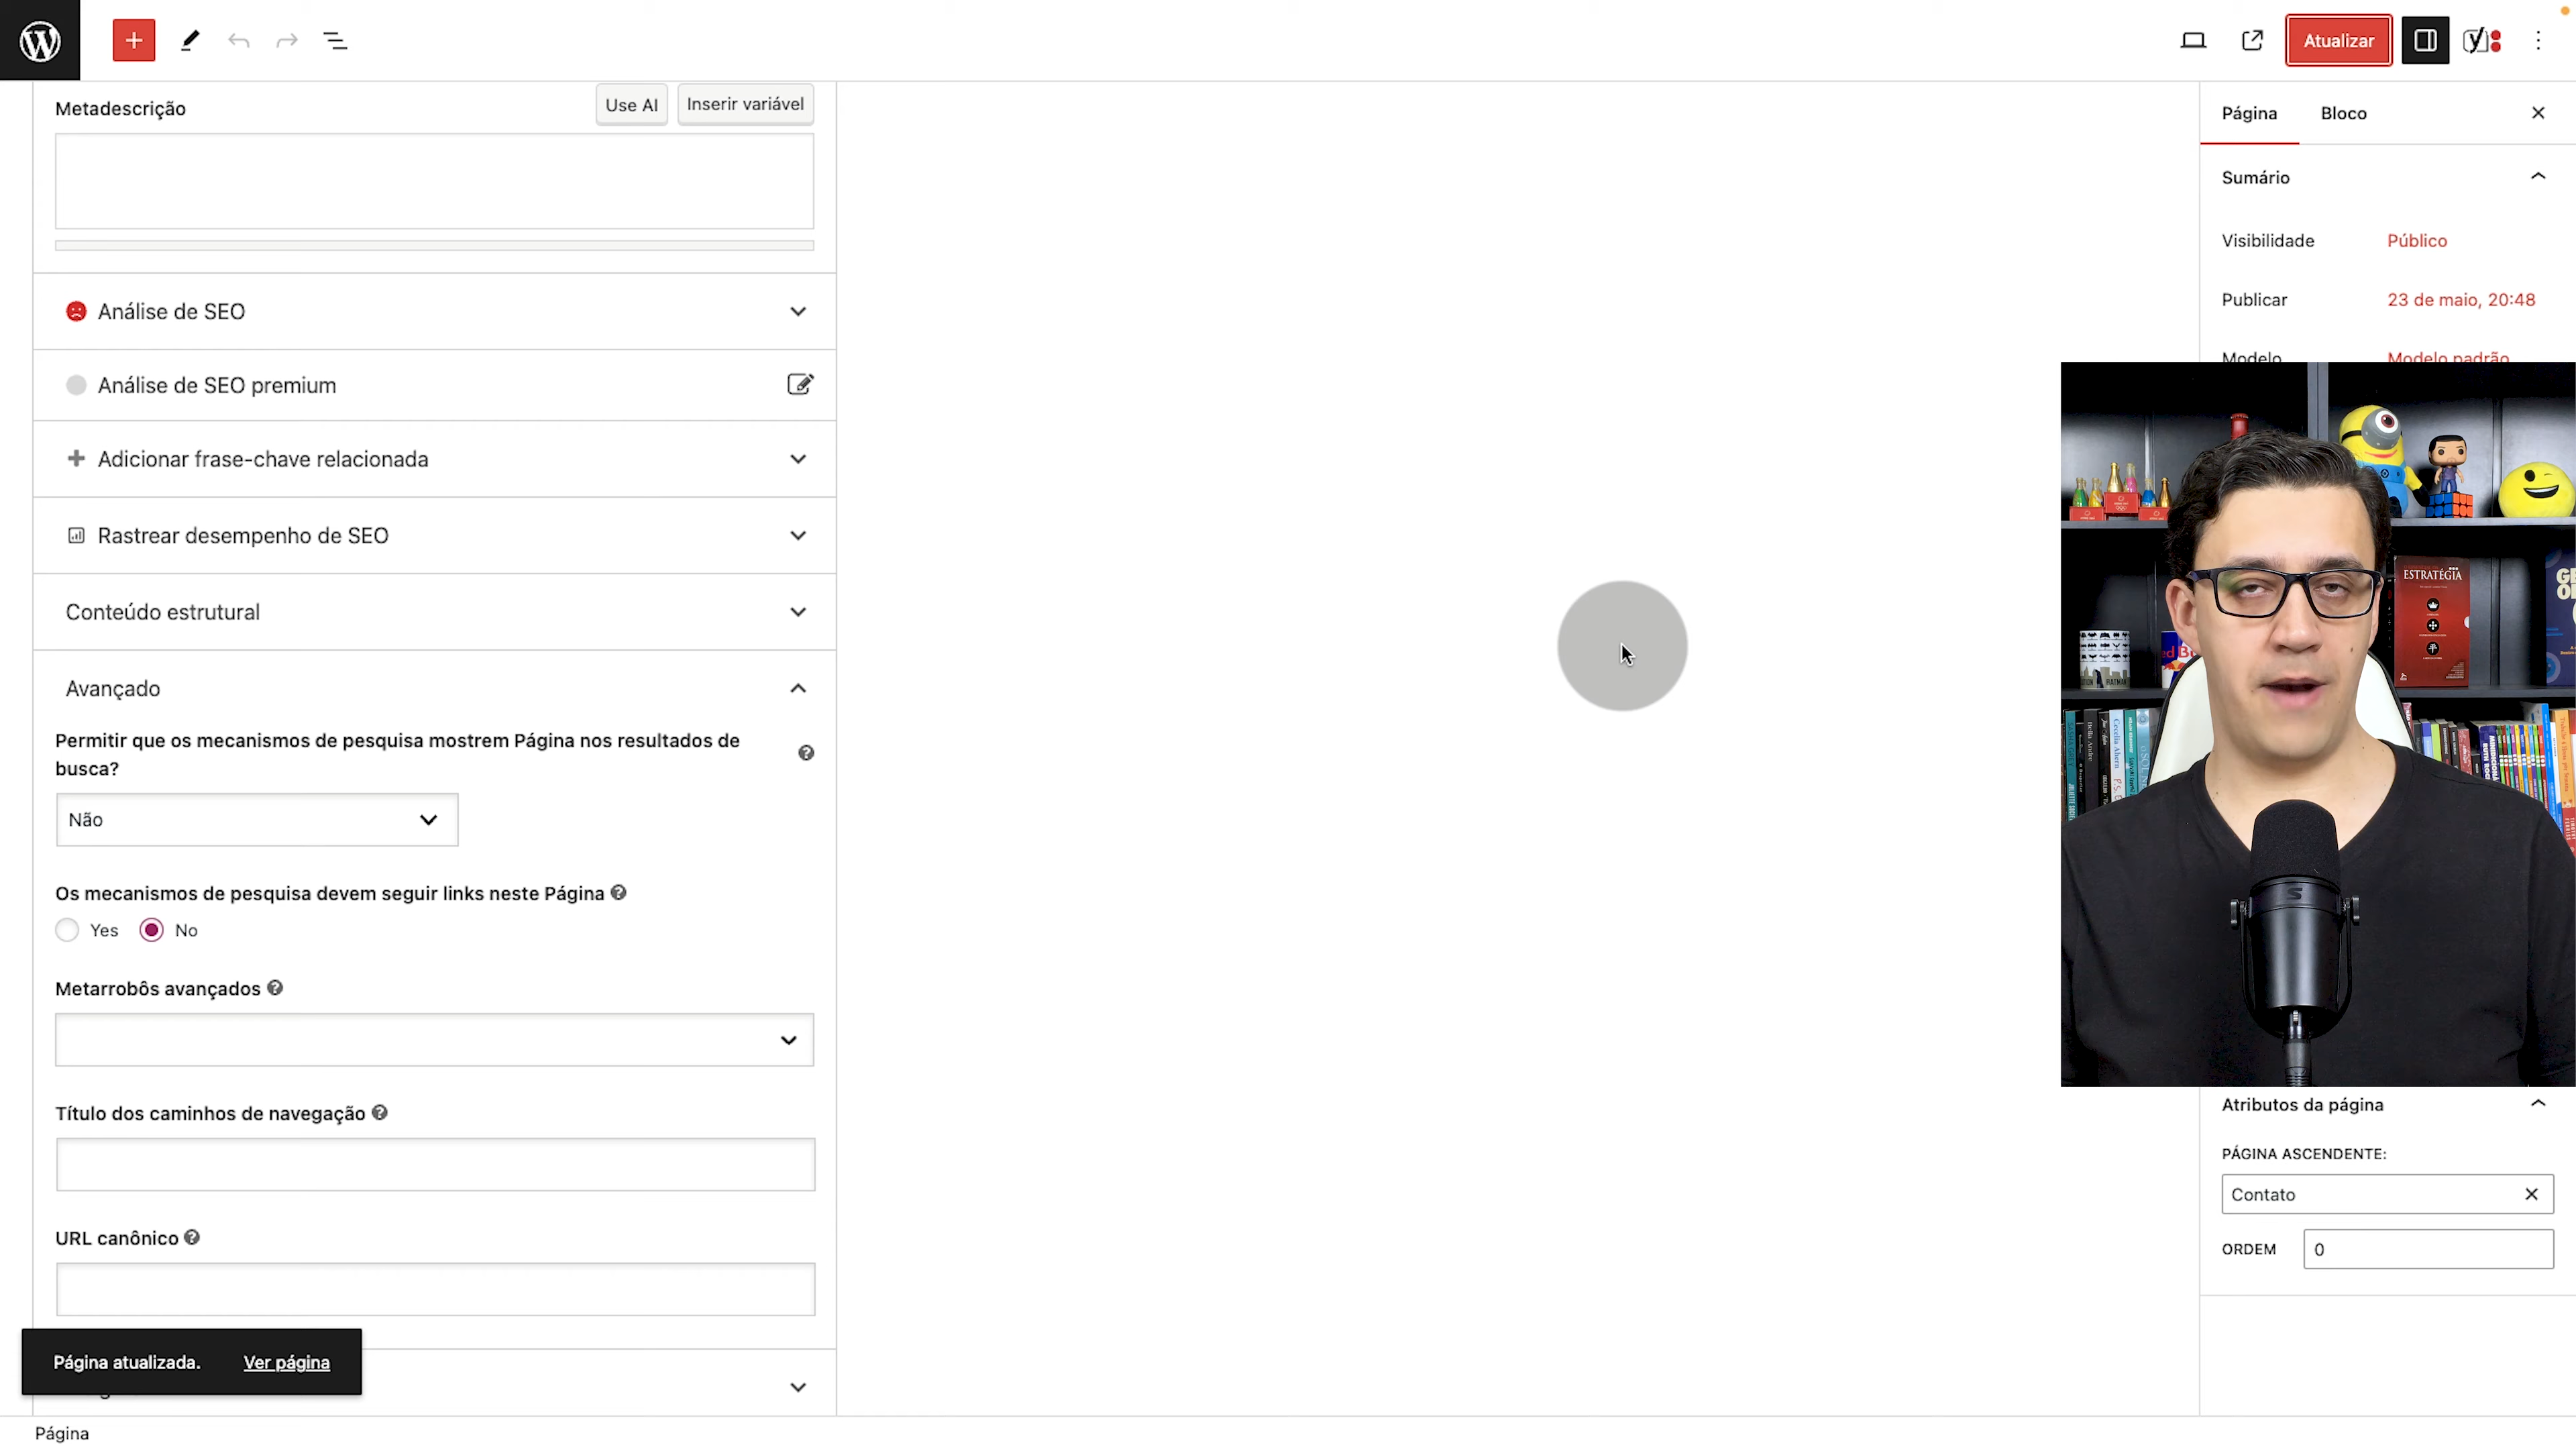 Atualizar
Metadescrição
Use AI
Inserir variável
Análise de SEO
Análise de SEO premium
Adicionar frase-chave relacionada
Rastrear desempenho de SEO
Conteúdo estrutural
Avançado
Permitir que os mecanismos de pesquisa mostrem Página nos resultados de
busca?
Não
Os mecanismos de pesquisa devem seguir links neste Página
Yes
No
Metarrobôs avançados
Título dos caminhos de navegação
URL canônico
Página atualizada.
Ver página
Página
Página
Bloco
Sumário
Visibilidade
Público
Publicar
23 de maio, 20:48
Modelo
Modelo padrão
ESTRATÉGIA
Atributos da página
PÁGINA ASCENDENTE:
Contato
ORDEM
0